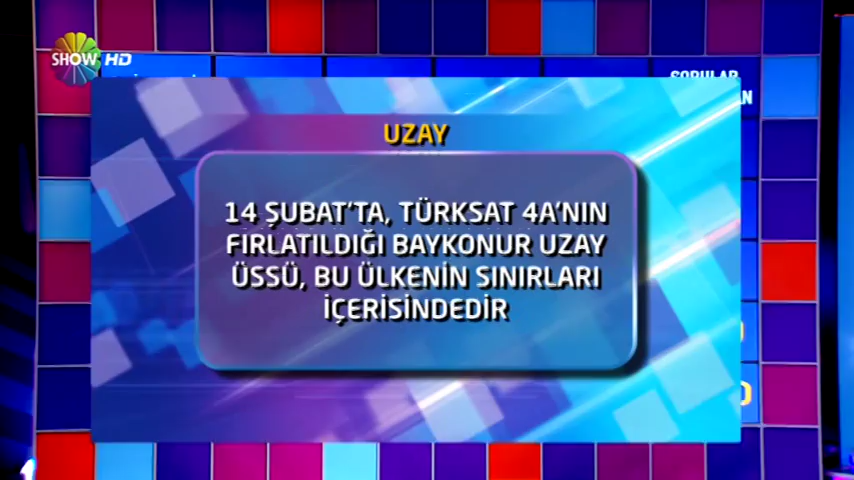 SHOW HD
SORULAR
UZAY
14 ŞUBAT'TA, TÜRKSAT 4A'NIN
FIRLATILDIĞI BAYKONUR UZAY
ÜSSÜ, BU ÜLKENİN SINIRLARI
İÇERİSİNDEDİR